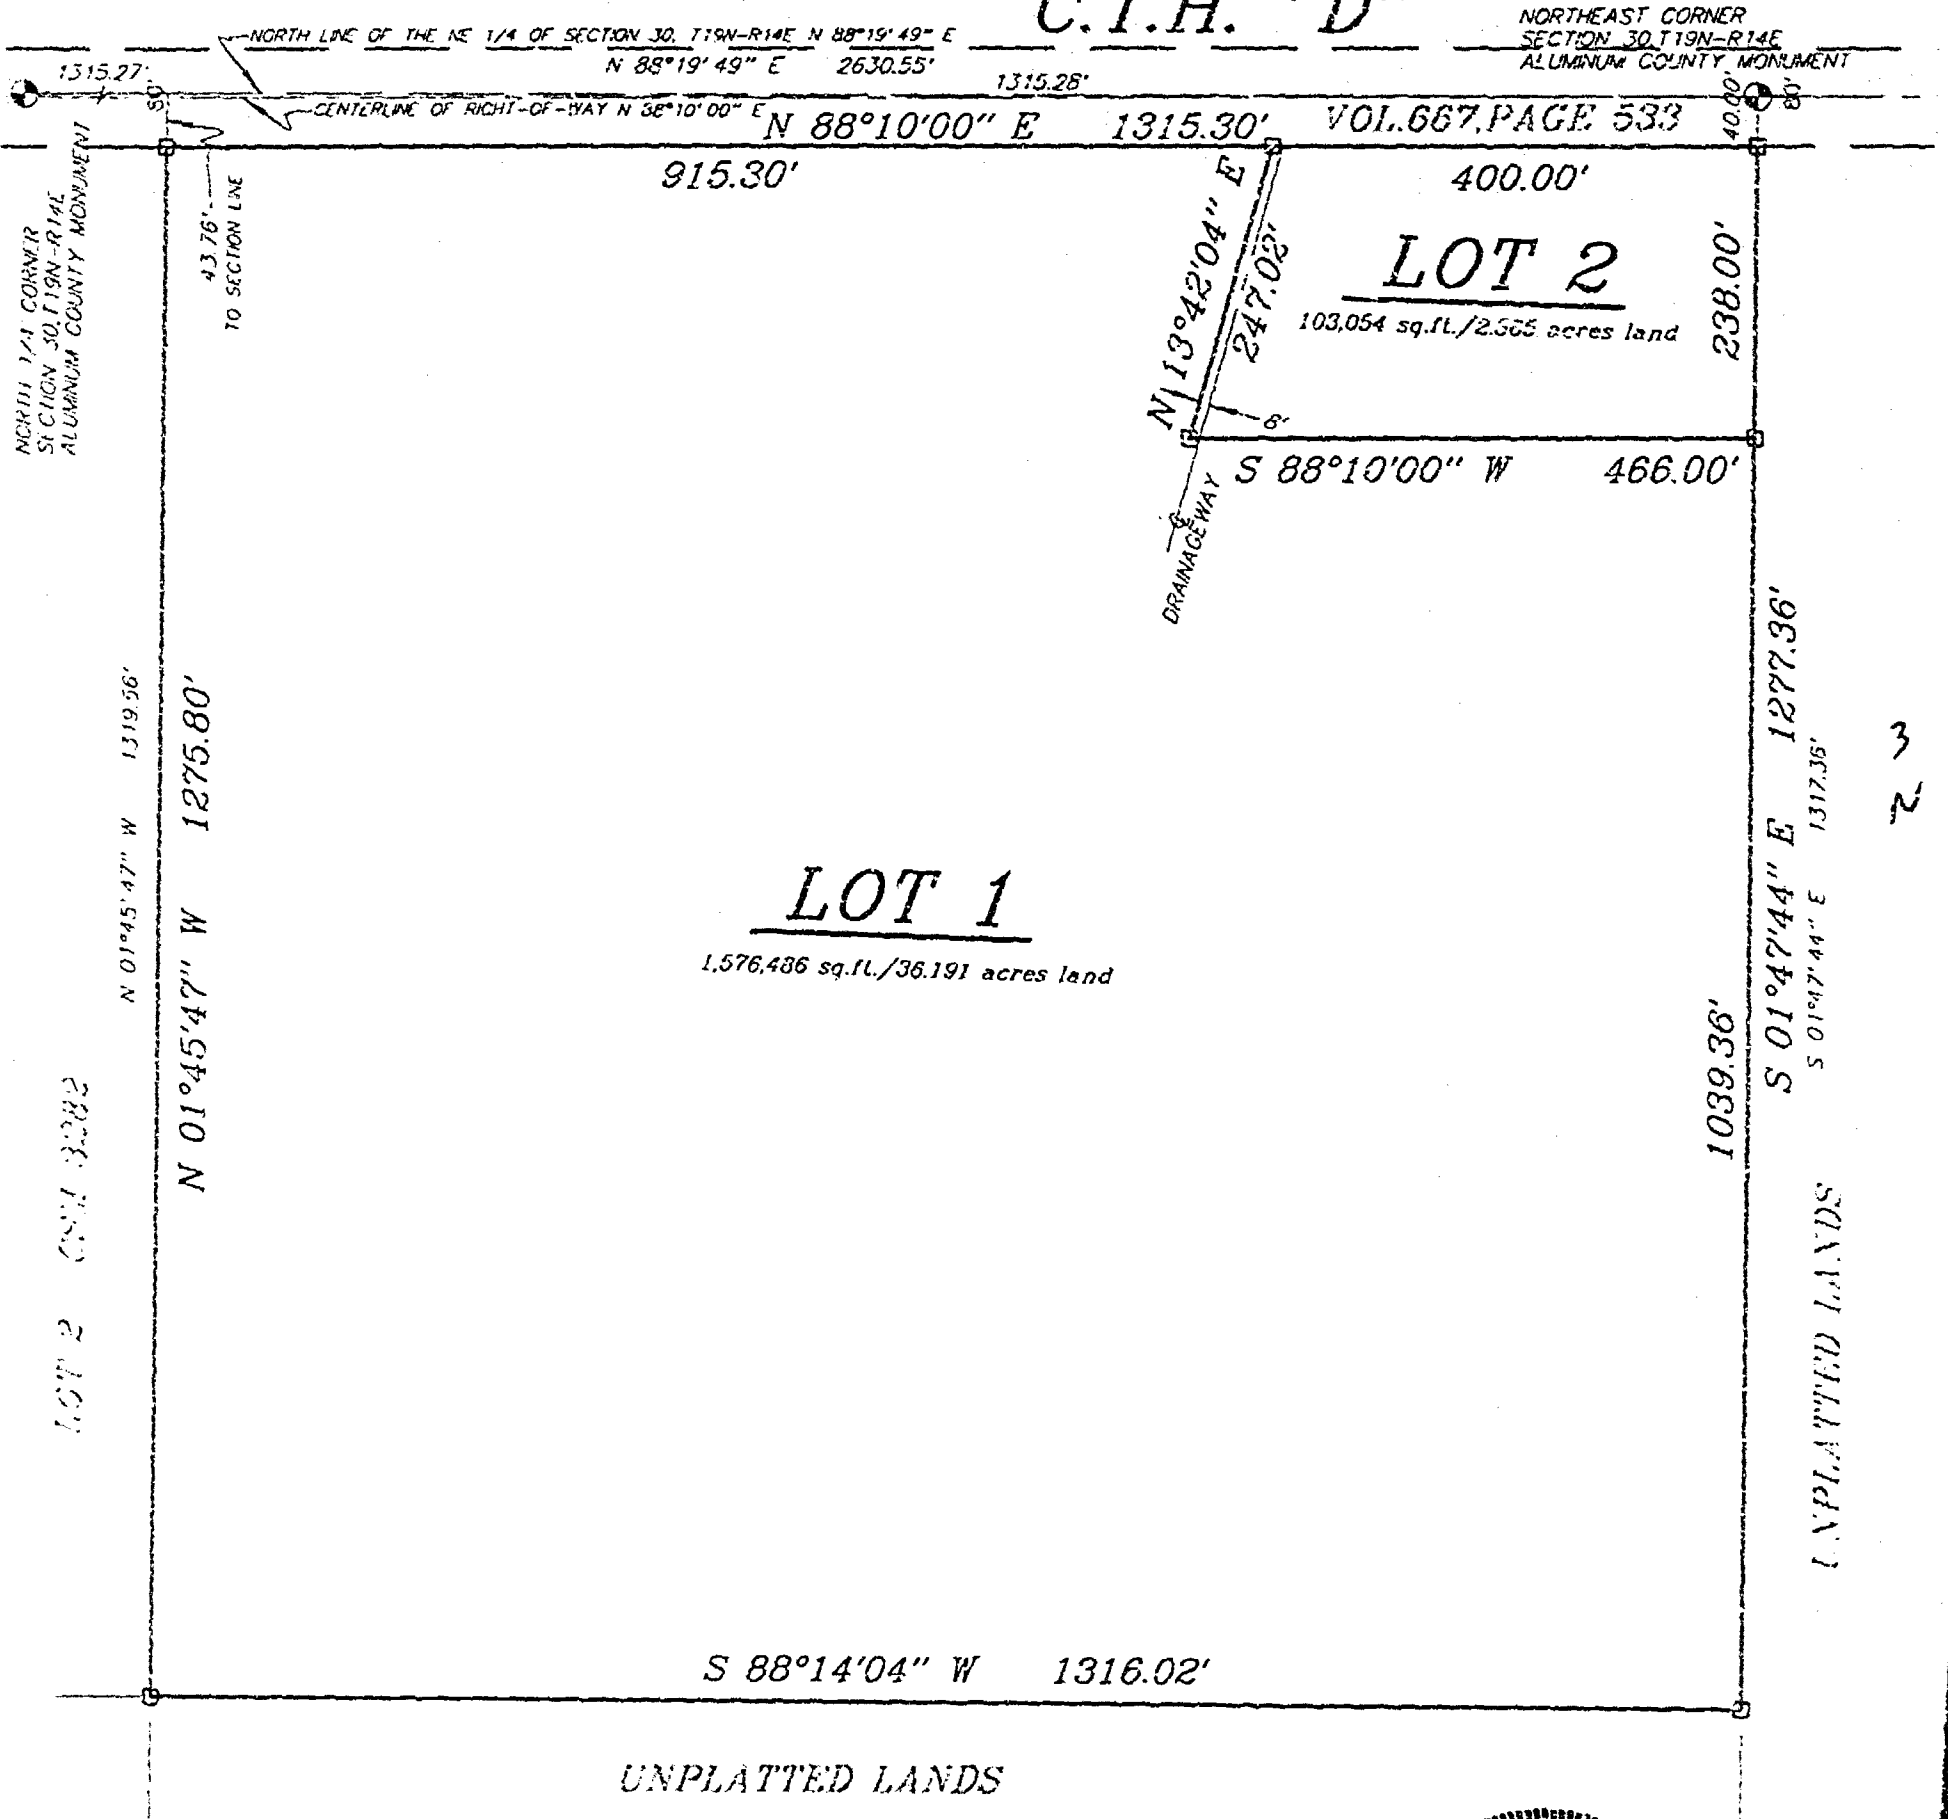 C.T.H. "D"
NORTH LINE OF THE NE 1/4 OF SECTION 30, T19N-R14E N 88°19'49" E
NORTHEAST CORNER
SECTION 30,T19N-R14E
ALUMINUM COUNTY MONUMENT
1315.27'
N 88°19'49" E 2630.55'
1315.28'
CENTERLINE OF RIGHT-OF-WAY N 88°10'00" E
N 88°10'00" E 1315.30'
VOL.667,PAGE 533
40.00'
80'
80'
915.30'
400.00'
NORTH 1/4 CORNER
SECTION 30,T19N-R14E
ALUMINUM COUNTY MONUMENT
43.76'
TO SECTION LINE
N 13°42'04" E
247.02'
LOT 2
103,054 sq.ft./ acres land
238.00'
8'
S 88°10'00" W 466.00'
DRAINAGEWAY
N 01°45'47" W 1319.56'
N 01°45'47" W 1275.80'
S 01°47'44" E 1277.36'
S 01°47'44" E 1317.36'
3
2
LOT 1
1,576,486 sq.ft./36.191 acres land
1039.36'
LOT 2 CSM
UNPLATTED LANDS
S 88°14'04" W 1316.02'
UNPLATTED LANDS